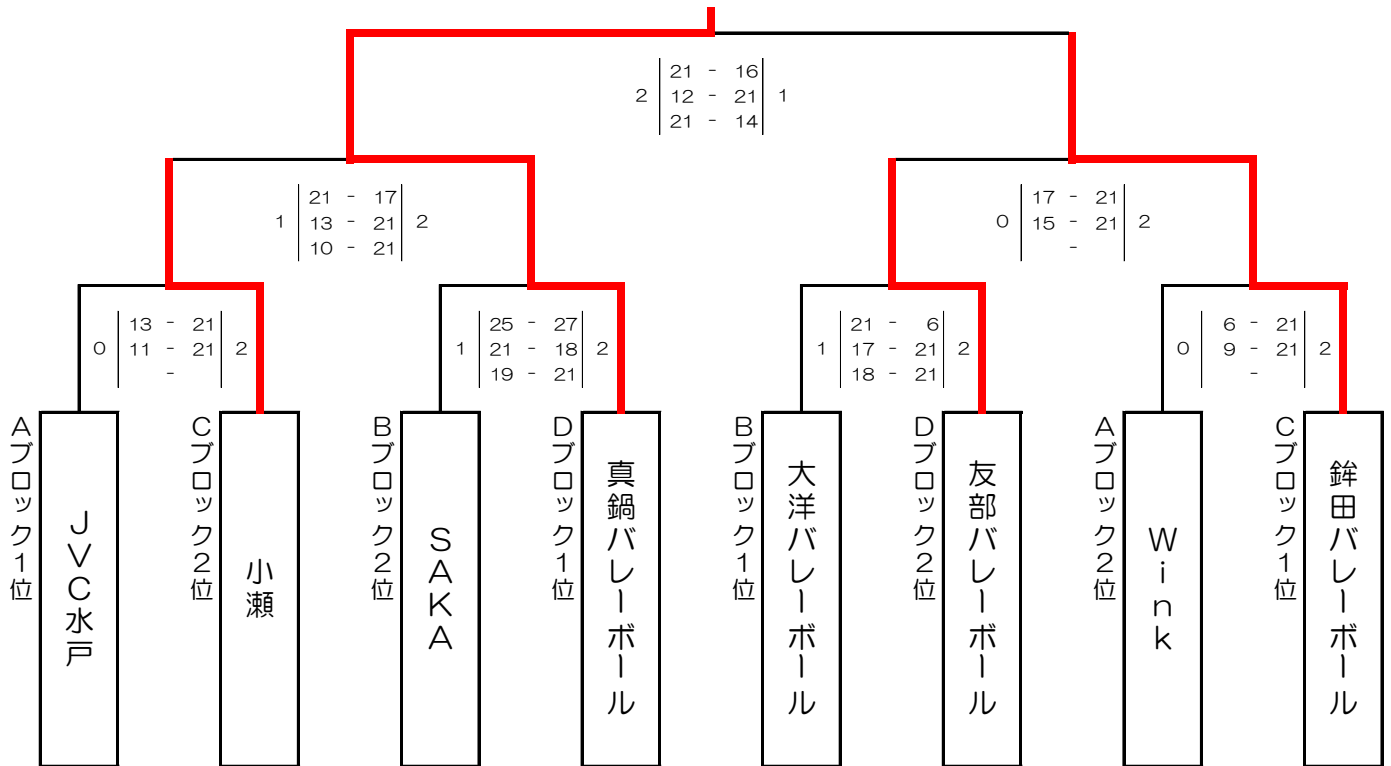 21 - 16
2 12 - 21 1
21 - 14
21 - 17
1 13 - 21 2
10 - 21
17 - 21
0 15 - 21 2
-
13 - 21
0 11 - 21 2
-
25 - 27
1 21 - 18 2
19 - 21
21 - 6
1 17 - 21 2
18 - 21
6 - 21
0 9 - 21 2
-
Aブロック1位
JVC水戸
Cブロック2位
小瀬
Bブロック2位
SAKA
Dブロック1位
真鍋バレーボール
Bブロック1位
大洋バレーボール
Dブロック2位
友部バレーボール
Aブロック2位
Wink
Cブロック1位
鉾田バレーボール